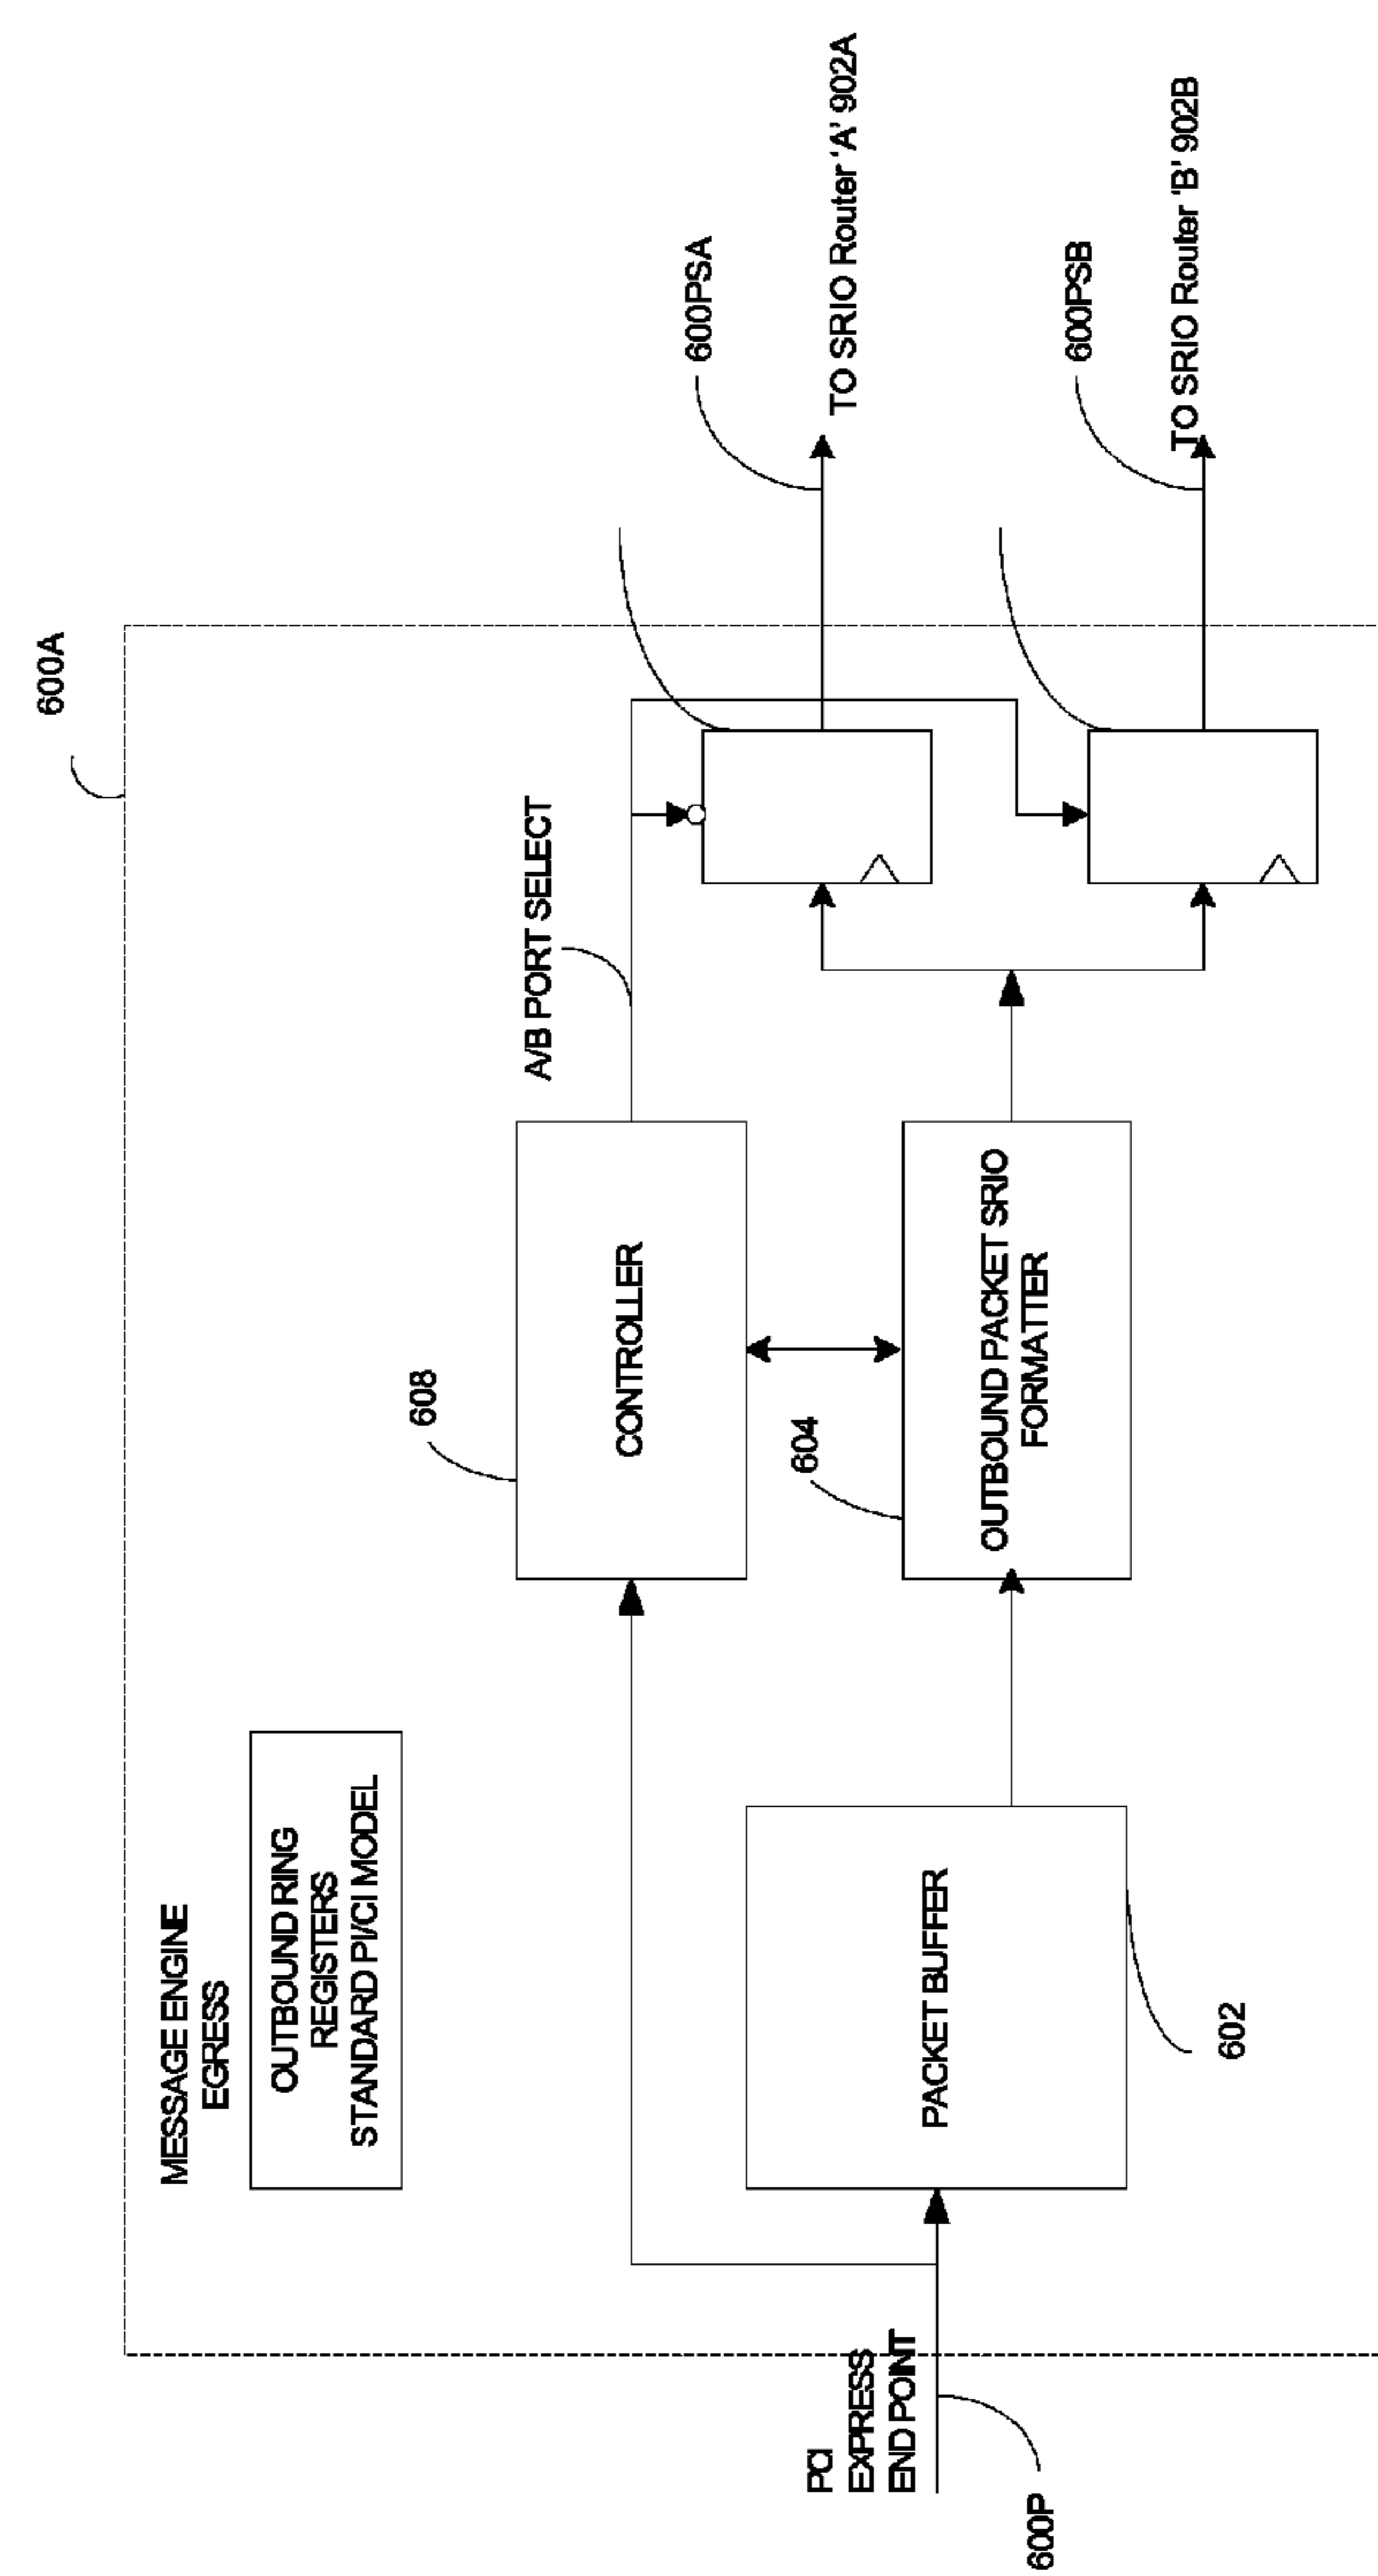 600A
MESSAGE ENGINE
EGRESS
OUTBOUND RING
REGISTERS
STANDARD PI/CI MODEL
608
CONTROLLER
A/B PORT SELECT
600PSA
TO SRIO Router 'A' 902A
PCI
EXPRESS
END POINT
600P
PACKET BUFFER
602
604
OUTBOUND PACKET SRIO
FORMATTER
600PSB
TO SRIO Router 'B' 902B